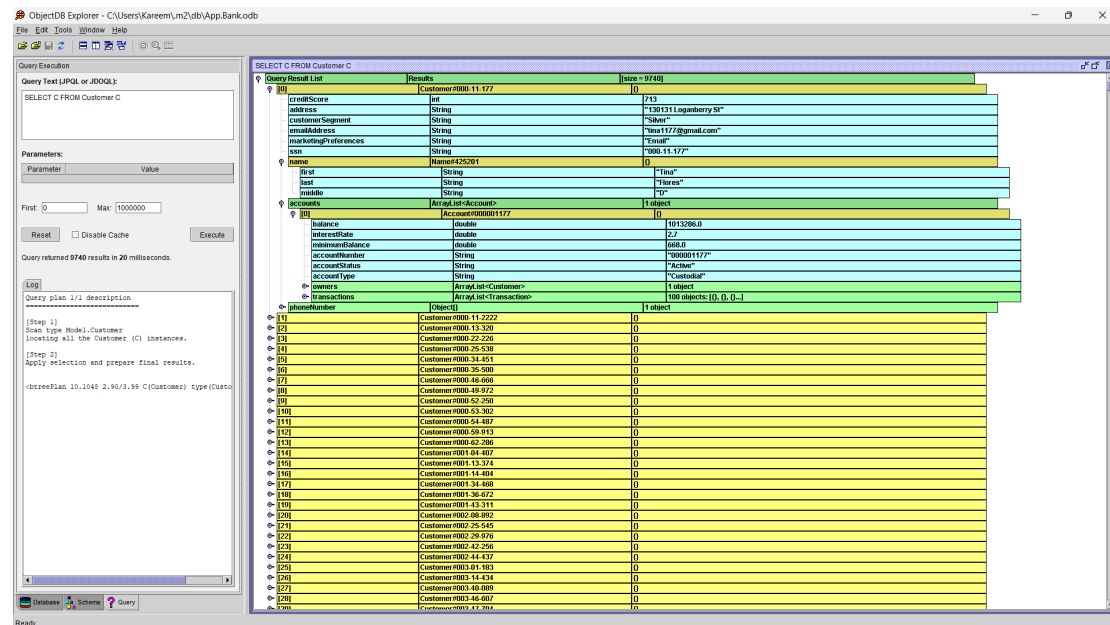 ObjectDB Explorer - C:\Users\Kareem\.m2\db\App.Bank.odb
File Edit Tools Window Help
Query Execution
Query Text (JPQL or JDOQL):
SELECT C FROM Customer C
Parameters:
Parameter Value
First: 0 Max: 1000000
Reset Disable Cache Execute
Query returned 9740 results in 20 milliseconds.
Log
Query plan 1/1 description
==========================
[Step 1]
Scan type Model.Customer
locating all the Customer (C) instances.
[Step 2]
Apply selection and prepare final results.
<btreePlan 10.1048 2.90/3.99 C(Customer) type(Custo
Database Schema Query
Ready
SELECT C FROM Customer C
Query Result List Results [size = 9740]
[0] Customer#000-11-177 {}
creditScore int 713
address String "130131 Loganberry St"
customerSegment String "Silver"
emailAddress String "tina1177@gmail.com"
marketingPreferences String "Email"
ssn String "000-11-177"
name Name#425201 {}
first String "Tina"
last String "Flores"
middle String "D"
accounts ArrayList<Account> 1 object
[0] Account#000001177 {}
balance double 1013286.0
interestRate double 2.7
minimumBalance double 668.0
accountNumber String "000001177"
accountStatus String "Active"
accountType String "Custodial"
owners ArrayList<Customer> 1 object
transactions ArrayList<Transaction> 100 objects: [{}, {}, {}...]
phoneNumber Object[] 1 object
[1] Customer#000-11-2222 {}
[2] Customer#000-13-320 {}
[3] Customer#000-22-226 {}
[4] Customer#000-25-538 {}
[5] Customer#000-34-451 {}
[6] Customer#000-35-500 {}
[7] Customer#000-46-666 {}
[8] Customer#000-49-972 {}
[9] Customer#000-52-250 {}
[10] Customer#000-53-302 {}
[11] Customer#000-54-487 {}
[12] Customer#000-59-913 {}
[13] Customer#000-62-286 {}
[14] Customer#001-04-407 {}
[15] Customer#001-13-374 {}
[16] Customer#001-14-404 {}
[17] Customer#001-34-468 {}
[18] Customer#001-36-672 {}
[19] Customer#001-43-311 {}
[20] Customer#002-08-892 {}
[21] Customer#002-25-545 {}
[22] Customer#002-29-976 {}
[23] Customer#002-42-256 {}
[24] Customer#002-44-437 {}
[25] Customer#003-01-183 {}
[26] Customer#003-14-434 {}
[27] Customer#003-40-089 {}
[28] Customer#003-46-607 {}